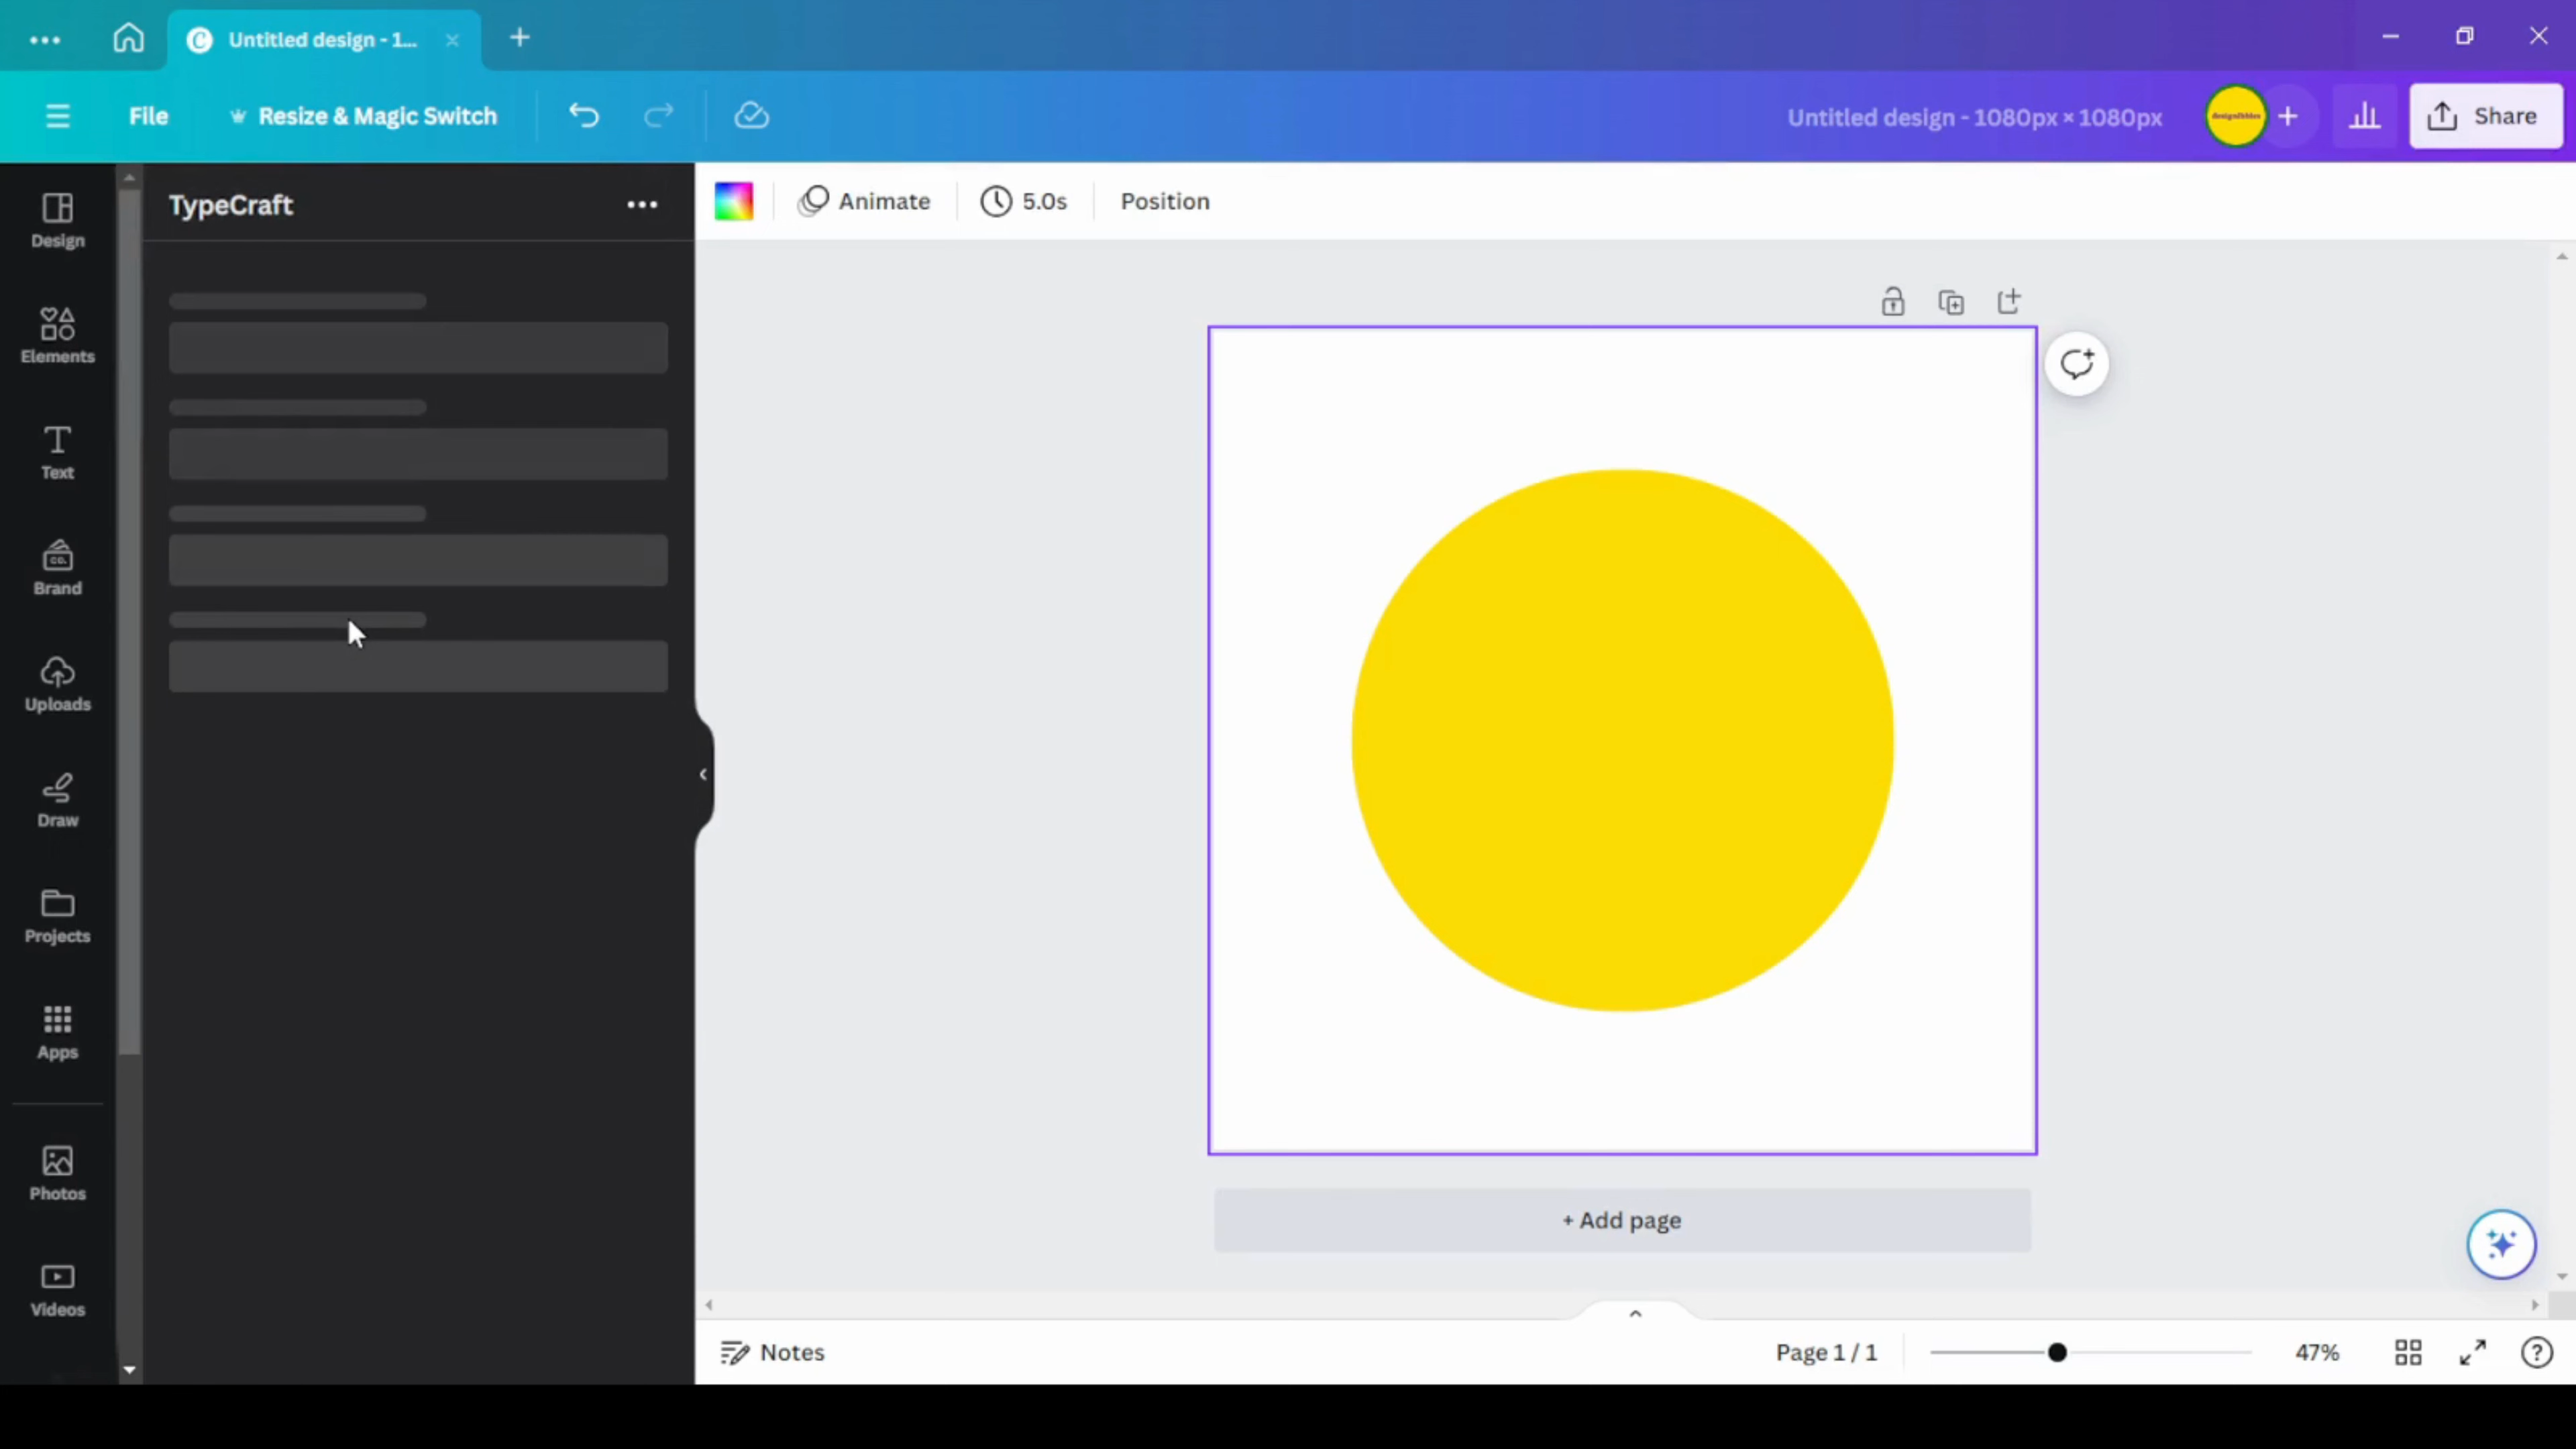 Untitled design - 1...
File
Resize & Magic Switch
Untitled design - 1080px × 1080px
Share
TypeCraft
Animate
5.0s
Position
Design
Elements
Text
CO.
Brand
Uploads
Draw
Projects
Apps
Photos
Videos
+ Add page
Notes
Page 1 / 1
47%